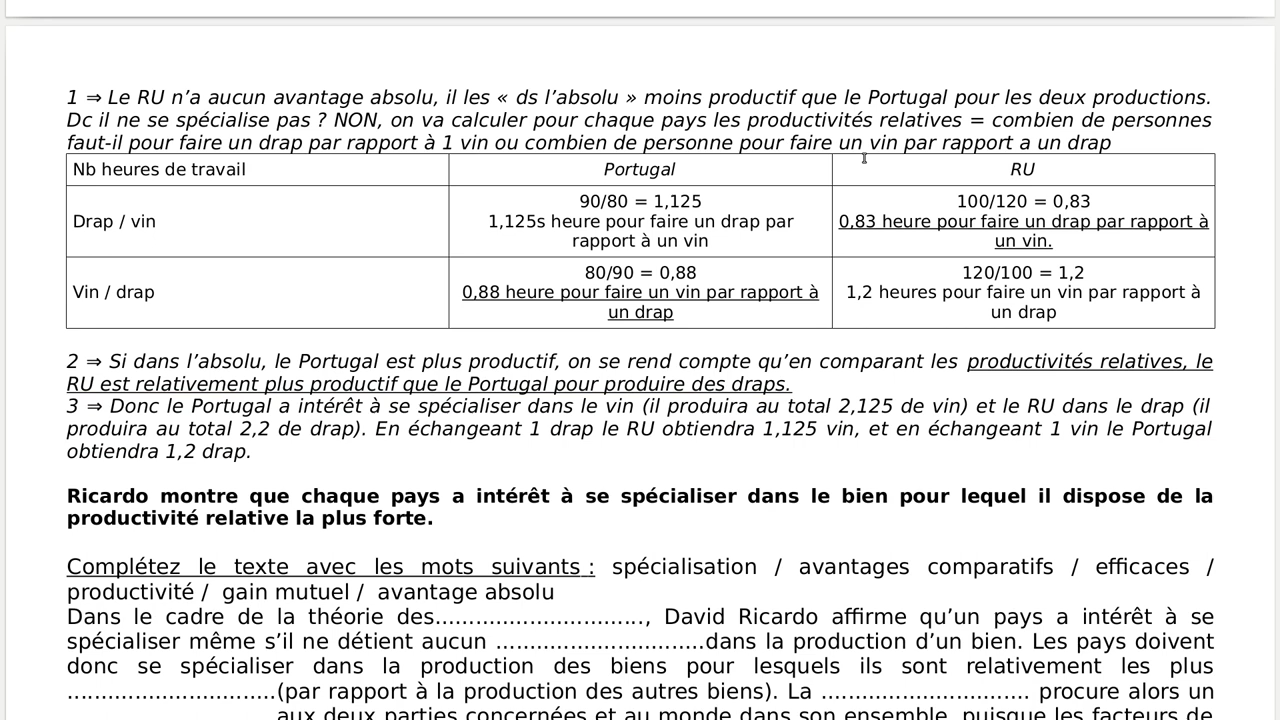 1 ⇒ Le RU n’a aucun avantage absolu, il les « ds l’absolu » moins productif que le Portugal pour les deux productions.
Dc il ne se spécialise pas ? NON, on va calculer pour chaque pays les productivités relatives = combien de personnes
faut-il pour faire un drap par rapport à 1 vin ou combien de personne pour faire un vin par rapport a un drap
Nb heures de travail
Portugal
RU
Drap / vin
90/80 = 1,125
1,125s heure pour faire un drap par
rapport à un vin
100/120 = 0,83
0,83 heure pour faire un drap par rapport à
un vin.
Vin / drap
80/90 = 0,88
0,88 heure pour faire un vin par rapport à
un drap
120/100 = 1,2
1,2 heures pour faire un vin par rapport à
un drap
2 ⇒ Si dans l’absolu, le Portugal est plus productif, on se rend compte qu’en comparant les productivités relatives, le
RU est relativement plus productif que le Portugal pour produire des draps.
3 ⇒ Donc le Portugal a intérêt à se spécialiser dans le vin (il produira au total 2,125 de vin) et le RU dans le drap (il
produira au total 2,2 de drap). En échangeant 1 drap le RU obtiendra 1,125 vin, et en échangeant 1 vin le Portugal
obtiendra 1,2 drap.
Ricardo montre que chaque pays a intérêt à se spécialiser dans le bien pour lequel il dispose de la
productivité relative la plus forte.
Complétez le texte avec les mots suivants : spécialisation / avantages comparatifs / efficaces /
productivité / gain mutuel / avantage absolu
Dans le cadre de la théorie des..............................., David Ricardo affirme qu’un pays a intérêt à se
spécialiser même s’il ne détient aucun ...............................dans la production d’un bien. Les pays doivent
donc se spécialiser dans la production des biens pour lesquels ils sont relativement les plus
...............................(par rapport à la production des autres biens). La ............................... procure alors un
aux deux parties concernées et au monde dans son ensemble, puisque les facteurs de